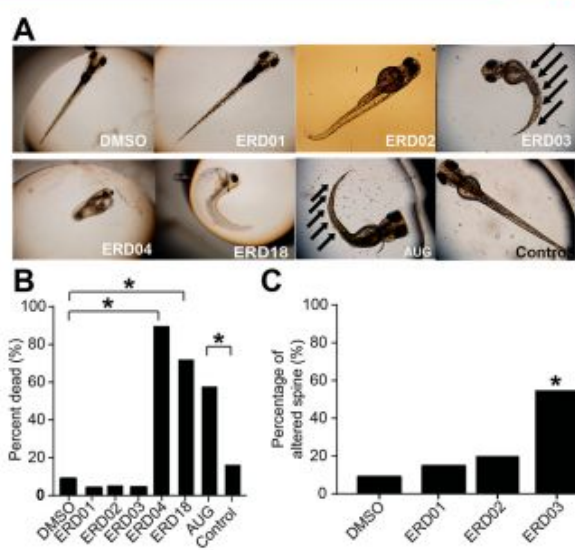 A
DMSO
ERD01
ERD02
ERD03
ERD04
ERD18
AUG
Control
B
*
*
*
Percent dead (%)
100
80
60
40
20
0
DMSO
ERD01
ERD02
ERD03
ERD04
ERD18
AUG
Control
C
Percentage of
altered spine (%)
100
80
60
40
20
0
*
DMSO
ERD01
ERD02
ERD03